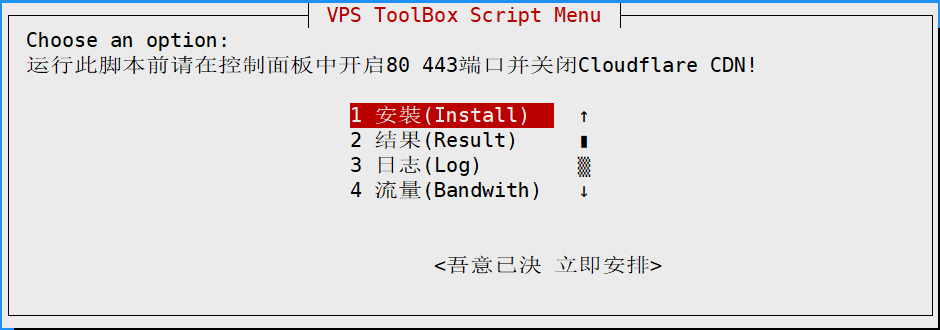 VPS ToolBox Script Menu
Choose an option:
运行此脚本前请在控制面板中开启80 443端口并关闭Cloudflare CDN!
1 安裝(Install)
2 结果(Result)
3 日志(Log)
4 流量(Bandwith)
<吾意已決 立即安排>